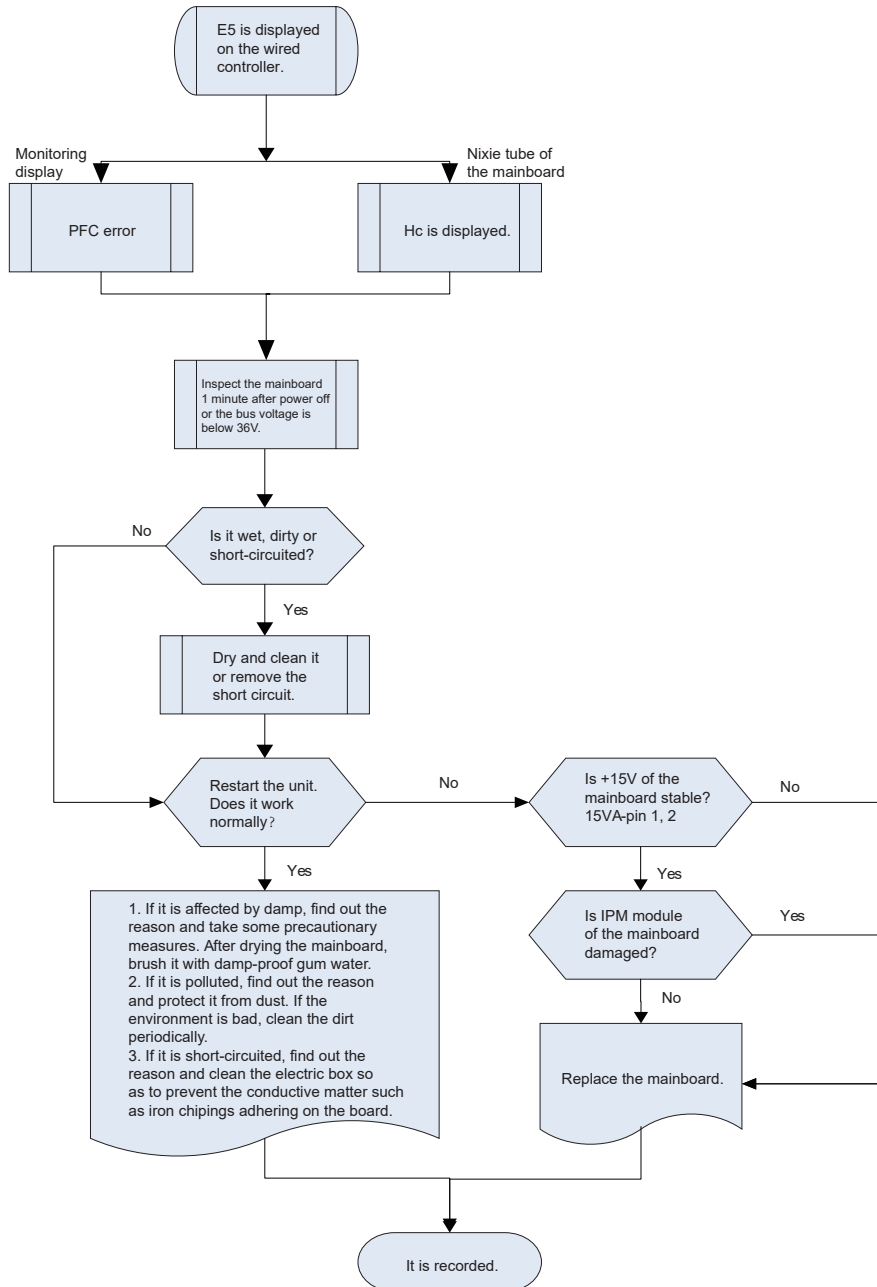 E5 is displayed
on the wired
controller.
Monitoring
display
Nixie tube of
the mainboard
PFC error
Hc is displayed.
Inspect the mainboard
1 minute after power off
or the bus voltage is
below 36V.
No
Is it wet, dirty or
short-circuited?
Yes
Dry and clean it
or remove the
short circuit.
Restart the unit.
Does it work
normally?
No
Is +15V of the
mainboard stable?
15VA-pin 1, 2
No
Yes
Yes
1. If it is affected by damp, find out the
reason and take some precautionary
measures. After drying the mainboard,
brush it with damp-proof gum water.
2. If it is polluted, find out the reason
and protect it from dust. If the
environment is bad, clean the dirt
periodically.
3. If it is short-circuited, find out the
reason and clean the electric box so
as to prevent the conductive matter such
as iron chipings adhering on the board.
Is IPM module
of the mainboard
damaged?
Yes
No
Replace the mainboard.
It is recorded.